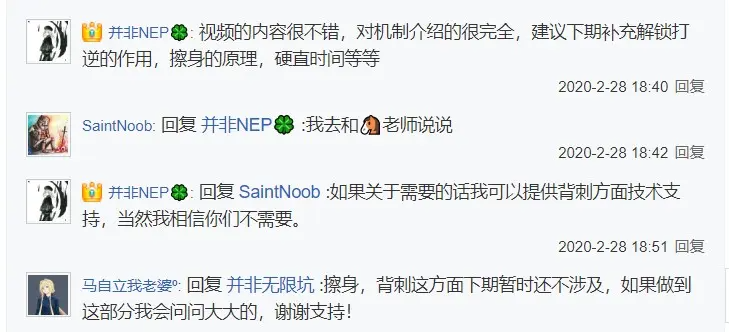 并非NEP🍀: 视频的内容很不错，对机制介绍的很完全，建议下期补充解锁打
逆的作用，擦身的原理，硬直时间等等
2020-2-28 18:40 回复
SaintNoob: 回复 并非NEP🍀 :我去和🐴老师说说
2020-2-28 18:42 回复
并非NEP🍀: 回复 SaintNoob :如果关于需要的话我可以提供背刺方面技术支
持，当然我相信你们不需要。
2020-2-28 18:51 回复
马自立我老婆º: 回复 并非无限坑 :擦身，背刺这方面下期暂时还不涉及，如果做到
这部分我会问问大大的，谢谢支持！